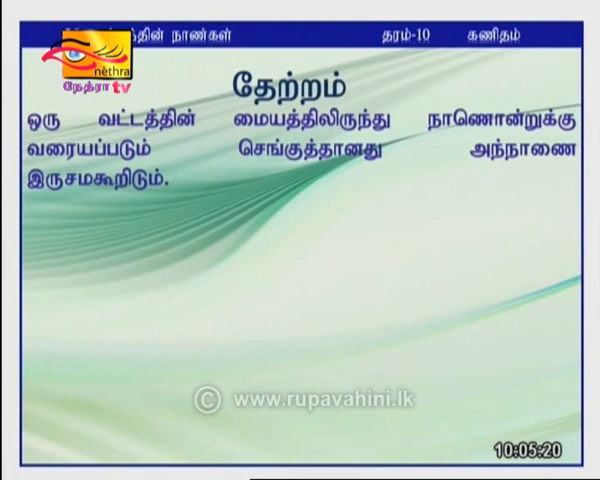 நாண்கள் தரம்-10 கணிதம்
nethra
நேத்ரா tv
தேற்றம்
ஒரு வட்டத்தின் மையத்திலிருந்து நாணொன்றுக்கு
வரையப்படும் செங்குத்தானது அந்நாணை
இருசமகூறிடும்.
© www.rupavahini.lk
10:05:20